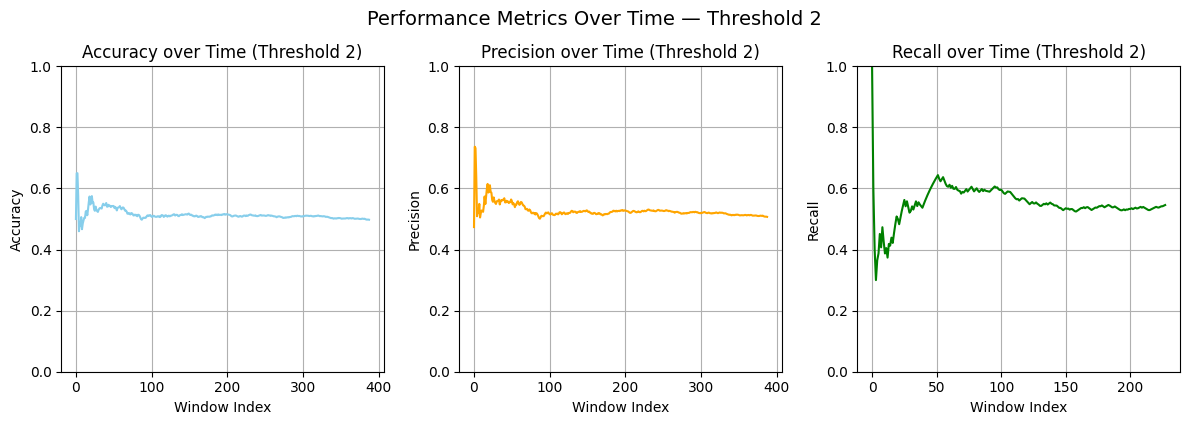 Performance Metrics Over Time — Threshold 2
Accuracy over Time (Threshold 2)
1.0
0.8
0.6
0.4
0.2
0.0
Accuracy
0 100 200 300 400
Window Index
Precision over Time (Threshold 2)
1.0
0.8
0.6
0.4
0.2
0.0
Precision
0 100 200 300 400
Window Index
Recall over Time (Threshold 2)
1.0
0.8
0.6
0.4
0.2
0.0
Recall
0 50 100 150 200
Window Index